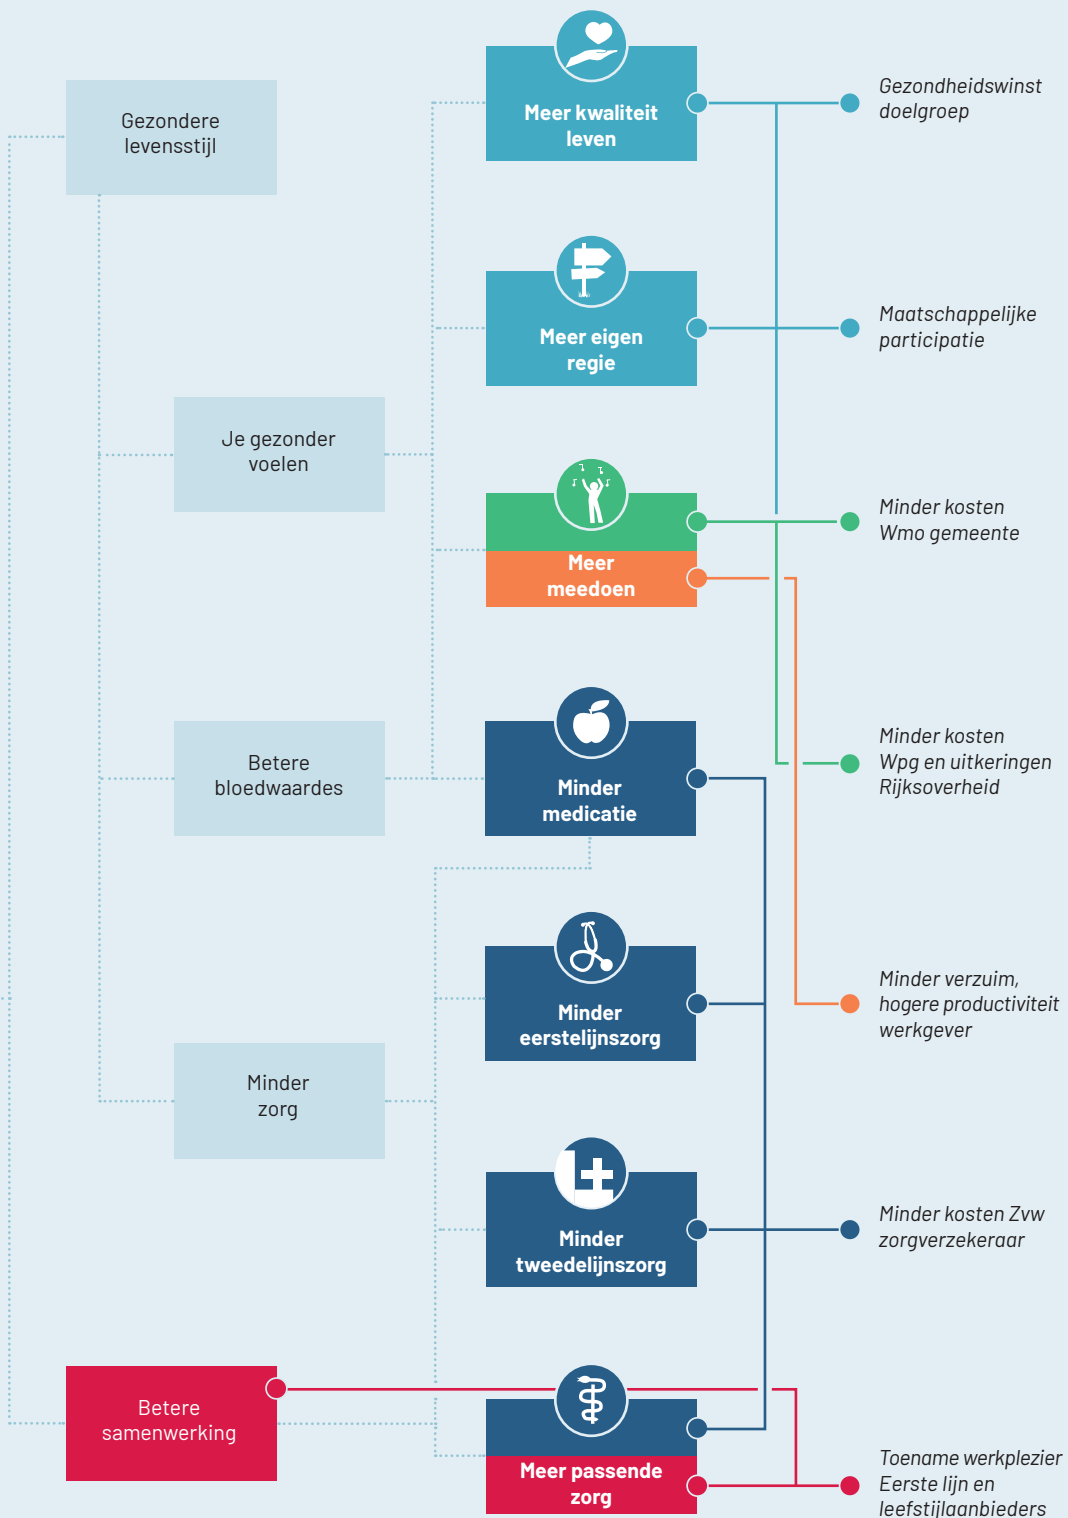 Gezondere
levensstijl
Meer kwaliteit
leven
Gezondheidswinst
doelgroep
Meer eigen
regie
Maatschappelijke
participatie
Je gezonder
voelen
Meer
meedoen
Minder kosten
Wmo gemeente
Betere
bloedwaardes
Minder
medicatie
Minder kosten
Wpg en uitkeringen
Rijksoverheid
Minder
eerstelijnszorg
Minder verzuim,
hogere productiviteit
werkgever
Minder
zorg
Minder
tweedelijnszorg
Minder kosten Zvw
zorgverzekeraar
Betere
samenwerking
Meer passende
zorg
Toename werkplezier
Eerste lijn en
leefstijlaanbieders